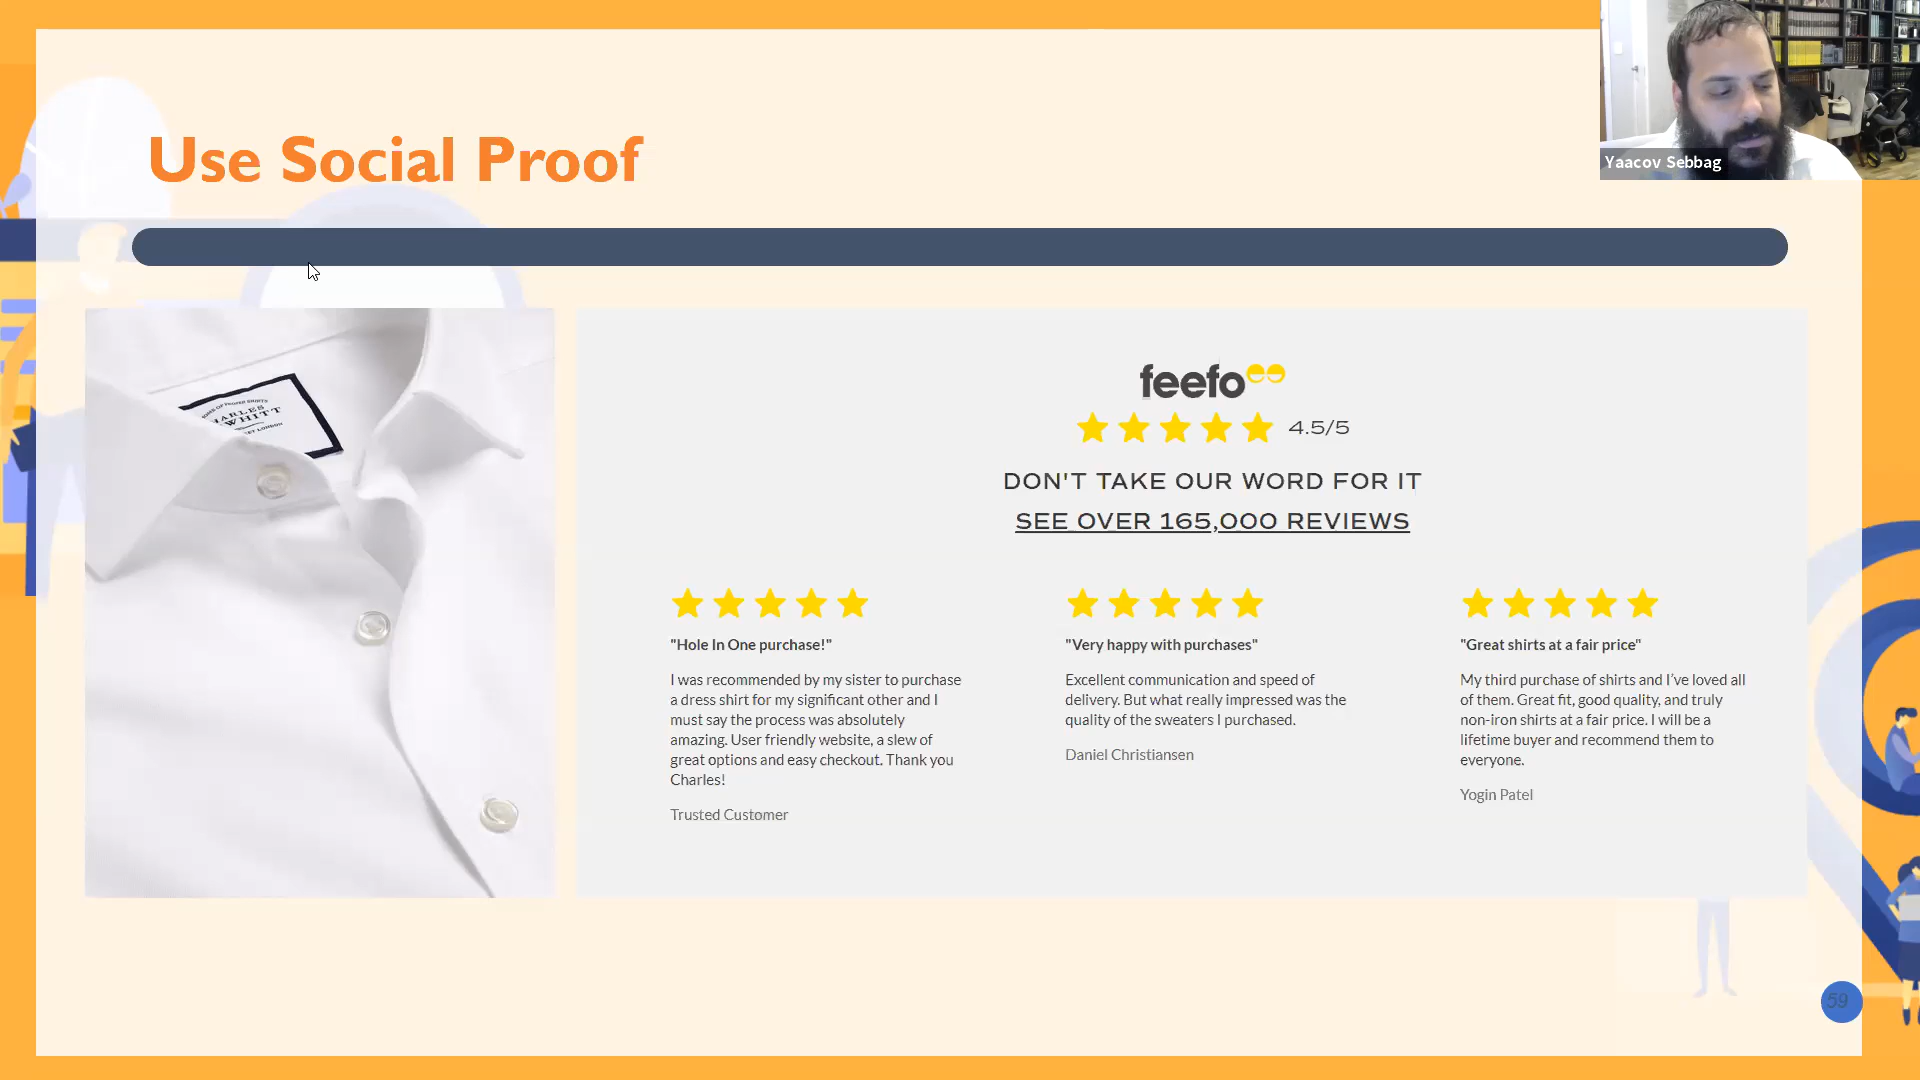 Use Social Proof
Yaacov Sebbag
feefo
4.5/5
DON'T TAKE OUR WORD FOR IT
SEE OVER 165,000 REVIEWS
"Hole In One purchase!"
I was recommended by my sister to purchase
a dress shirt for my significant other and I
must say the process was absolutely
amazing. User friendly website, a slew of
great options and easy checkout. Thank you
Charles!
Trusted Customer
"Very happy with purchases"
Excellent communication and speed of
delivery. But what really impressed was the
quality of the sweaters I purchased.
Daniel Christiansen
"Great shirts at a fair price"
My third purchase of shirts and I've loved all
of them. Great fit, good quality, and truly
non-iron shirts at a fair price. I will be a
lifetime buyer and recommend them to
everyone.
Yogin Patel
59